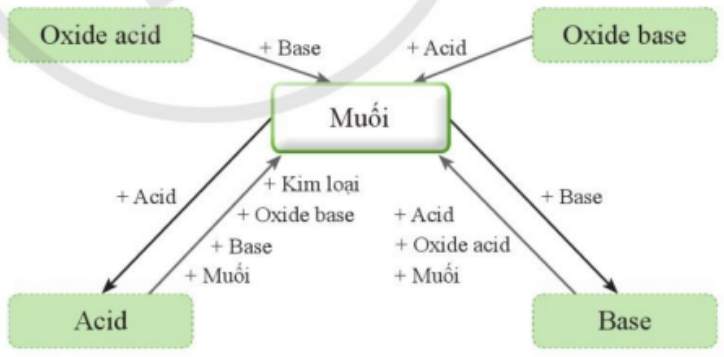 Oxide acid
Oxide base
+ Base
+ Acid
Muối
+ Acid
+ Kim loại
+ Oxide base
+ Base
+ Muối
+ Acid
+ Oxide acid
+ Muối
+ Base
Acid
Base